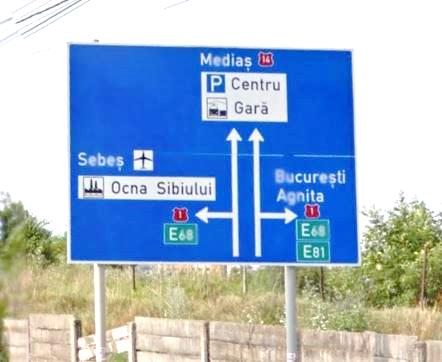 Mediaș 14
P Centru
Gară
Sebeș
Ocna Sibiului
București
Agnita
1
E68
1
E68
E81